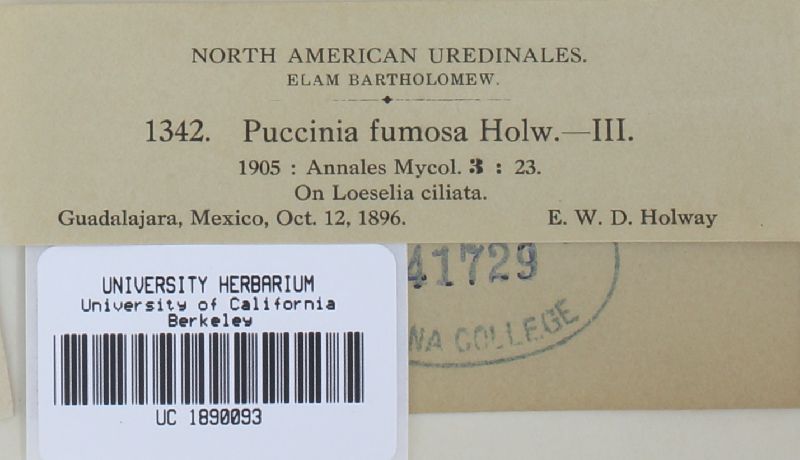 NORTH AMERICAN UREDINALES.
ELAM BARTHOLOMEW.
1342. Puccinia fumosa Holw.—III.
1905 : Annales Mycol. 3 : 23.
On Loeselia ciliata.
Guadalajara, Mexico, Oct. 12, 1896. E. W. D. Holway
41729
COLLEGE
UNIVERSITY HERBARIUM
University of California
Berkeley
UC 1890093